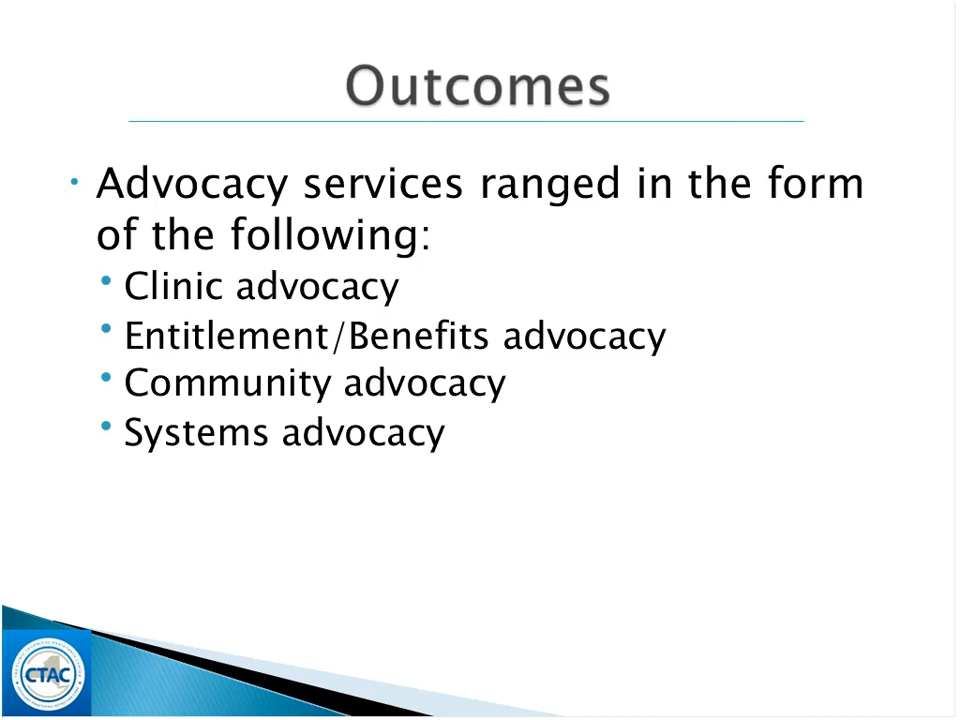 Outcomes
• Advocacy services ranged in the form
of the following:
• Clinic advocacy
• Entitlement/Benefits advocacy
• Community advocacy
• Systems advocacy
CTAC